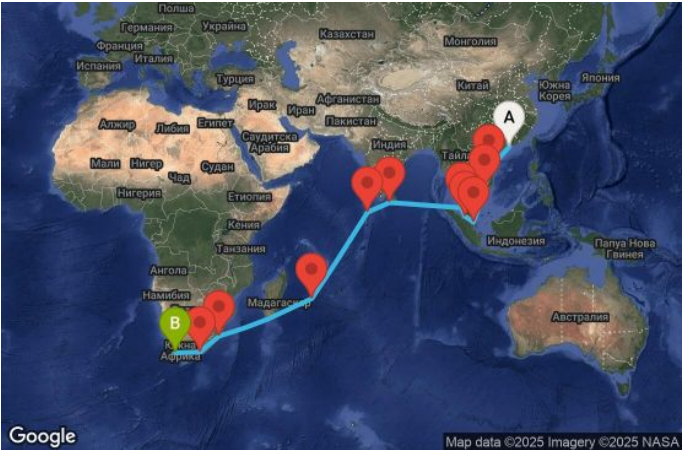 Полша
Германия
Украйна
Казахстан
Монголия
Франция
Италия
Испания
Турция
Китай
Южна
Корея
Япония
Ирак
Иран
Афганистан
Пакистан
Алжир
Либия
Египет
Саудитска
Арабия
Индия
Мали
Нигер
Чад
Судан
Нигерия
Етиопия
Кения
Танзания
Индонезия
Папуа Нова
Гвинея
Ангола
Намибия
Мадагаскар
Австралия
Южна
Африка
A
B
Google
Map data ©2025 Imagery ©2025 NASA